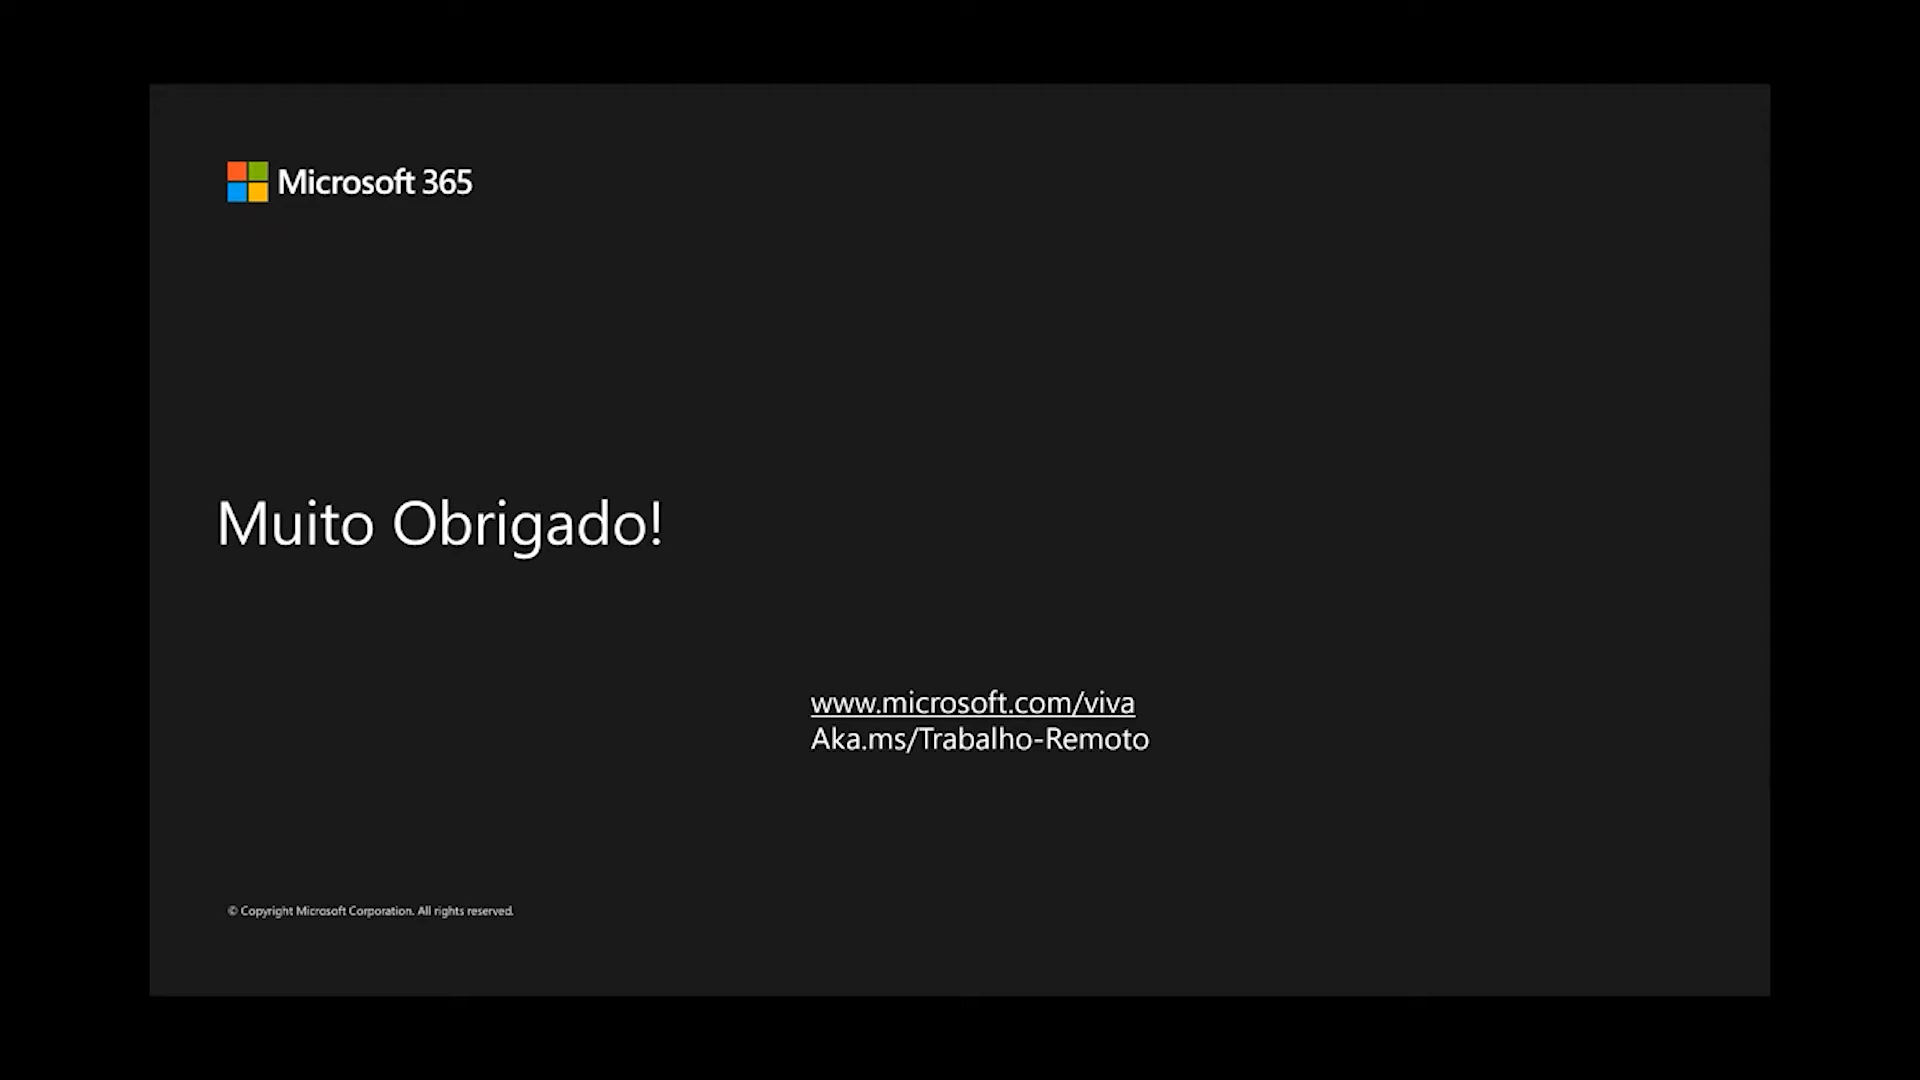 Microsoft 365
Muito Obrigado!
www.microsoft.com/viva
Aka.ms/Trabalho-Remoto
© Copyright Microsoft Corporation. All rights reserved.